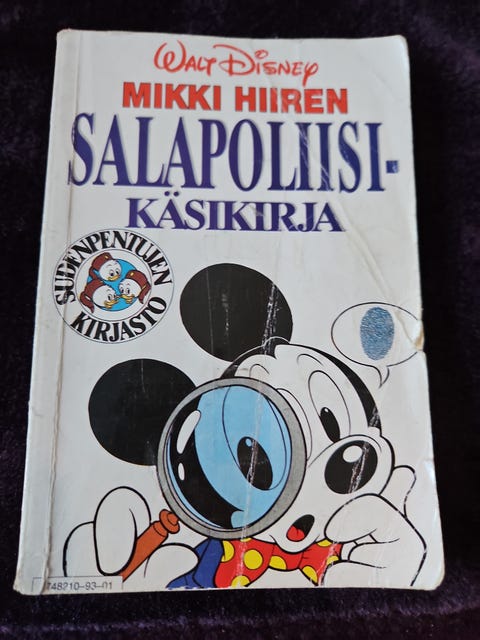 WALT DISNEY
MIKKI HIIREN
SALAPOLIISI-
KÄSIKIRJA
SUDENPENTUJEN
KIRJASTO
748210-93-01